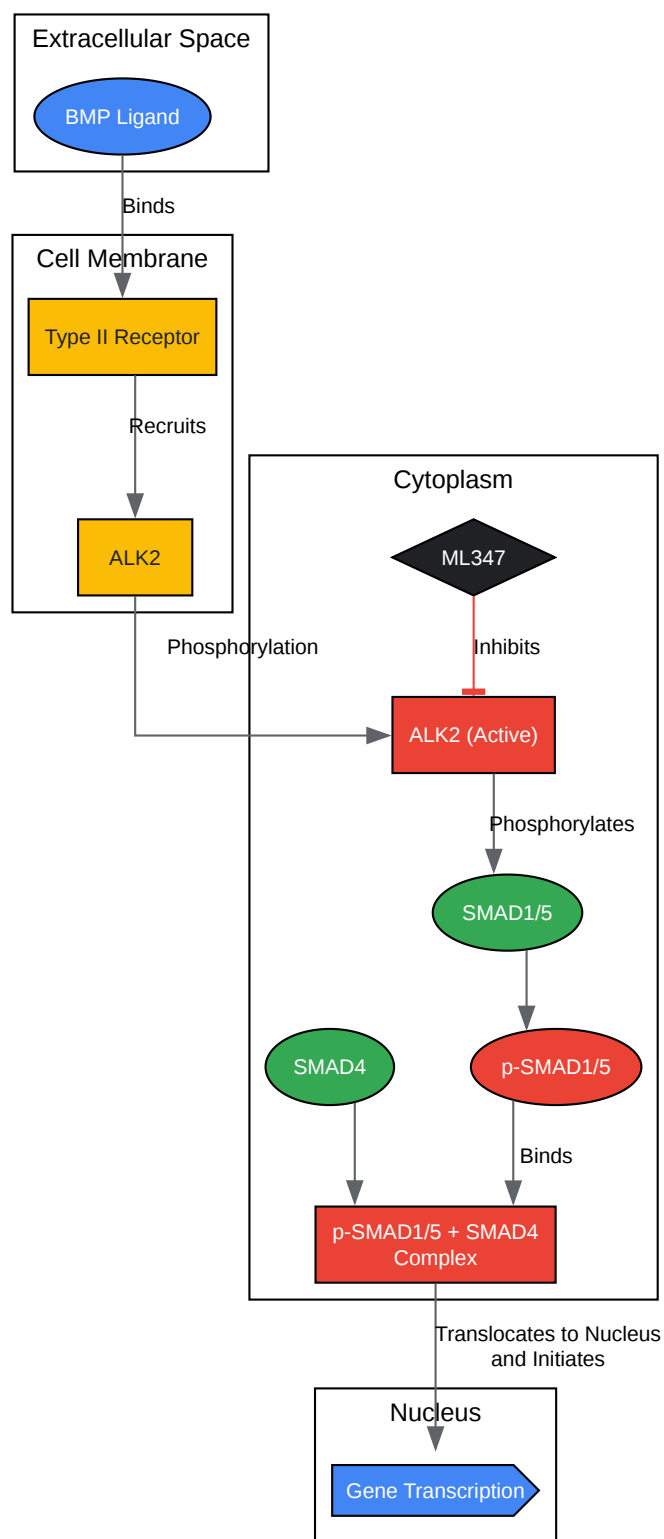 Extracellular Space
BMP Ligand
Binds
Cell Membrane
Type II Receptor
Recruits
ALK2
Phosphorylation
Cytoplasm
ML347
Inhibits
ALK2 (Active)
Phosphorylates
SMAD1/5
SMAD4
p-SMAD1/5
Binds
p-SMAD1/5 + SMAD4
Complex
Translocates to Nucleus
and Initiates
Nucleus
Gene Transcription